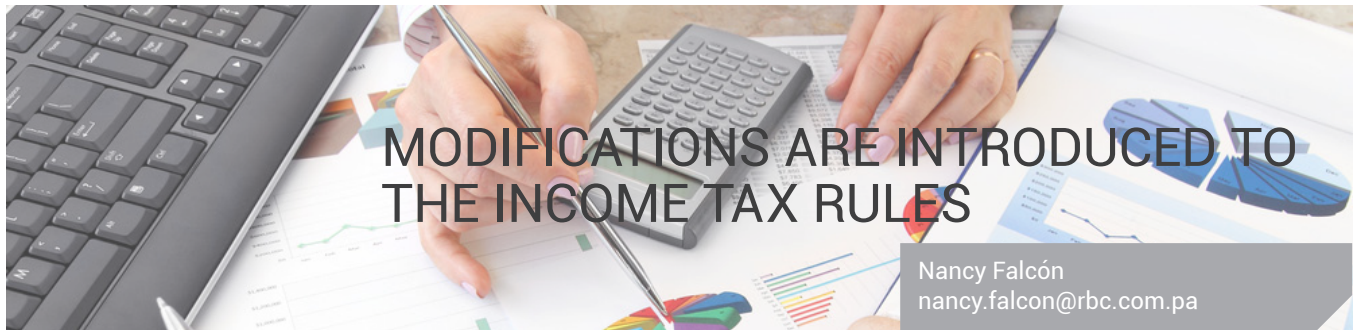 MODIFICATIONS ARE INTRODUCED TO
THE INCOME TAX RULES
Nancy Falcón
nancy.falcon@rbc.com.pa